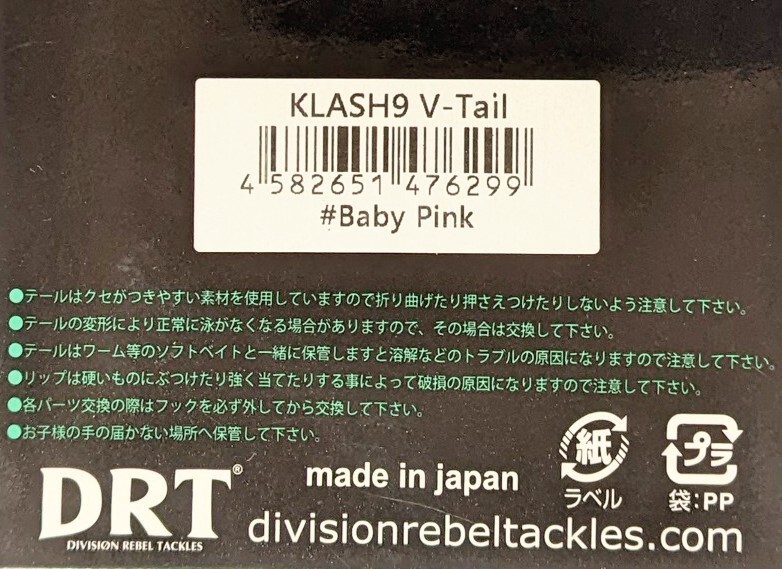 KLASH9 V-Tail
4 582651 476299
#Baby Pink
●テールはクセがつきやすい素材を使用していますので折り曲げたり押さえつけたりしないよう注意して下さい。
●テールの変形により正常に泳がなくなる場合がありますので、その場合は交換して下さい。
●テールはワーム等のソフトベイトと一緒に保管しますと溶解などのトラブルの原因になりますので注意して下さい。
●リップは硬いものにぶつけたり強く当てたりする事によって破損の原因になりますので注意して下さい。
●各パーツ交換の際はフックを必ず外してから交換して下さい。
●お子様の手の届かない場所へ保管して下さい。
DRT®
DIVISIØN REBEL TACKLES
made in japan
紙
ラベル
プラ
袋:PP
divisionrebeltackles.com